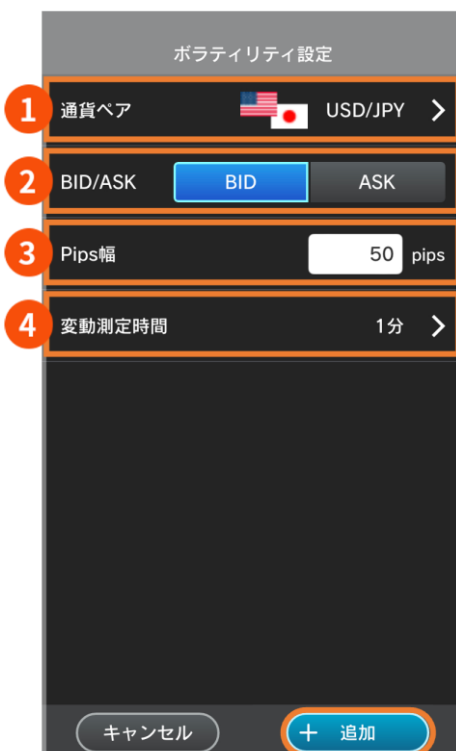 ボラティリティ設定
1 通貨ペア USD/JPY
2 BID/ASK BID ASK
3 Pips幅 50 pips
4 変動測定時間 1分
キャンセル + 追加